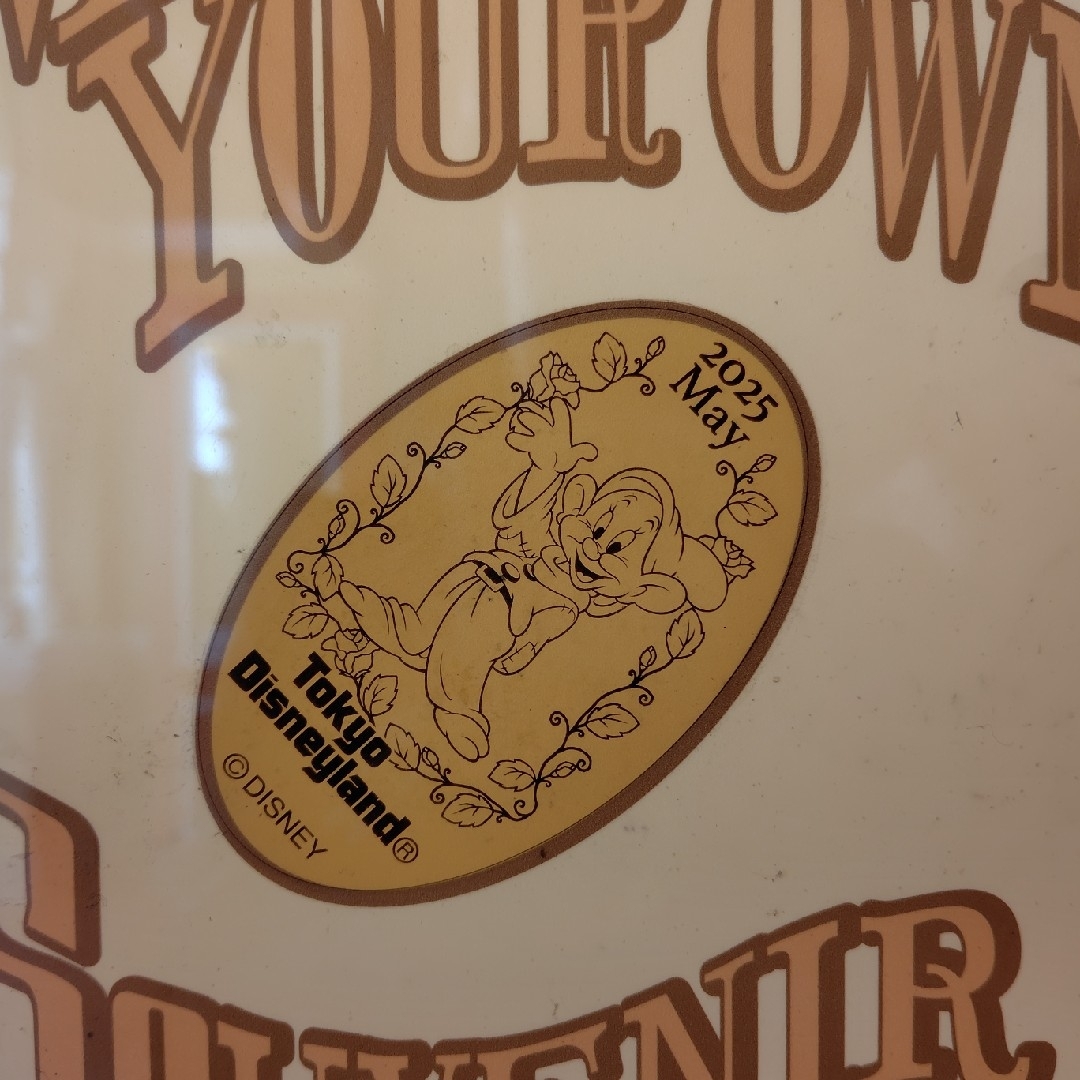 YOUR OWN
2025
May
Tokyo
Disneyland®
©DISNEY
SOUVENIR